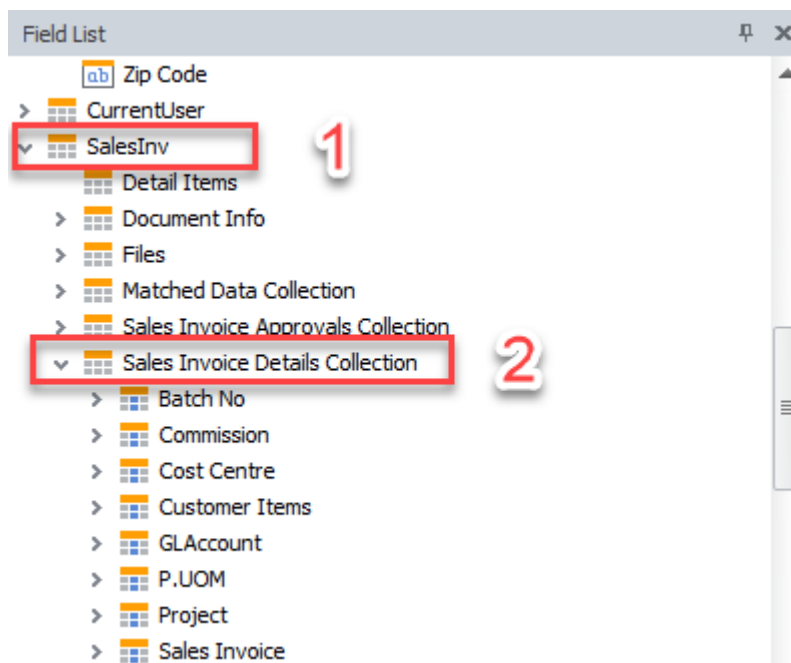 Field List
ab Zip Code
CurrentUser
SalesInv 1
Detail Items
Document Info
Files
Matched Data Collection
Sales Invoice Approvals Collection
Sales Invoice Details Collection 2
Batch No
Commission
Cost Centre
Customer Items
GLAccount
P.UOM
Project
Sales Invoice